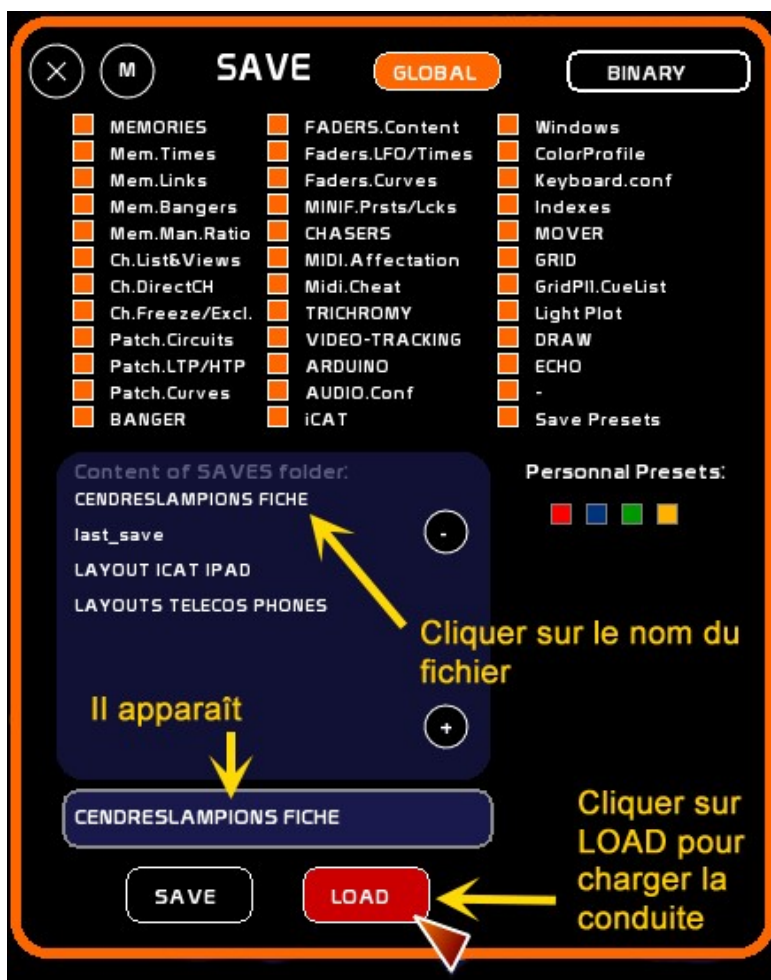 X M SAVE GLOBAL BINARY
MEMORIES FADERS.Content Windows
Mem.Times Faders.LFO/Times ColorProfile
Mem.Links Faders.Curves Keyboard.conf
Mem.Bangers MINIF.Prsts/Lcks Indexes
Mem.Man.Ratio CHASERS MOVER
Ch.List&Views MIDI.Affectation GRID
Ch.DirectCH Midi.Cheat GridPll.CueList
Ch.Freeze/Excl. TRICHROMY Light Plot
Patch.Circuits VIDEO-TRACKING DRAW
Patch.LTP/HTP ARDUINO ECHO
Patch.Curves AUDIO.Conf -
BANGER iCAT Save Presets
Content of SAVES folder: Personnal Presets:
CENDRESLAMPIONS FICHE
last_save -
LAYOUT ICAT IPAD
LAYOUTS TELECOS PHONES
Cliquer sur le nom du
fichier
Il apparaît
+
CENDRESLAMPIONS FICHE
Cliquer sur
LOAD pour
charger la
conduite
SAVE LOAD